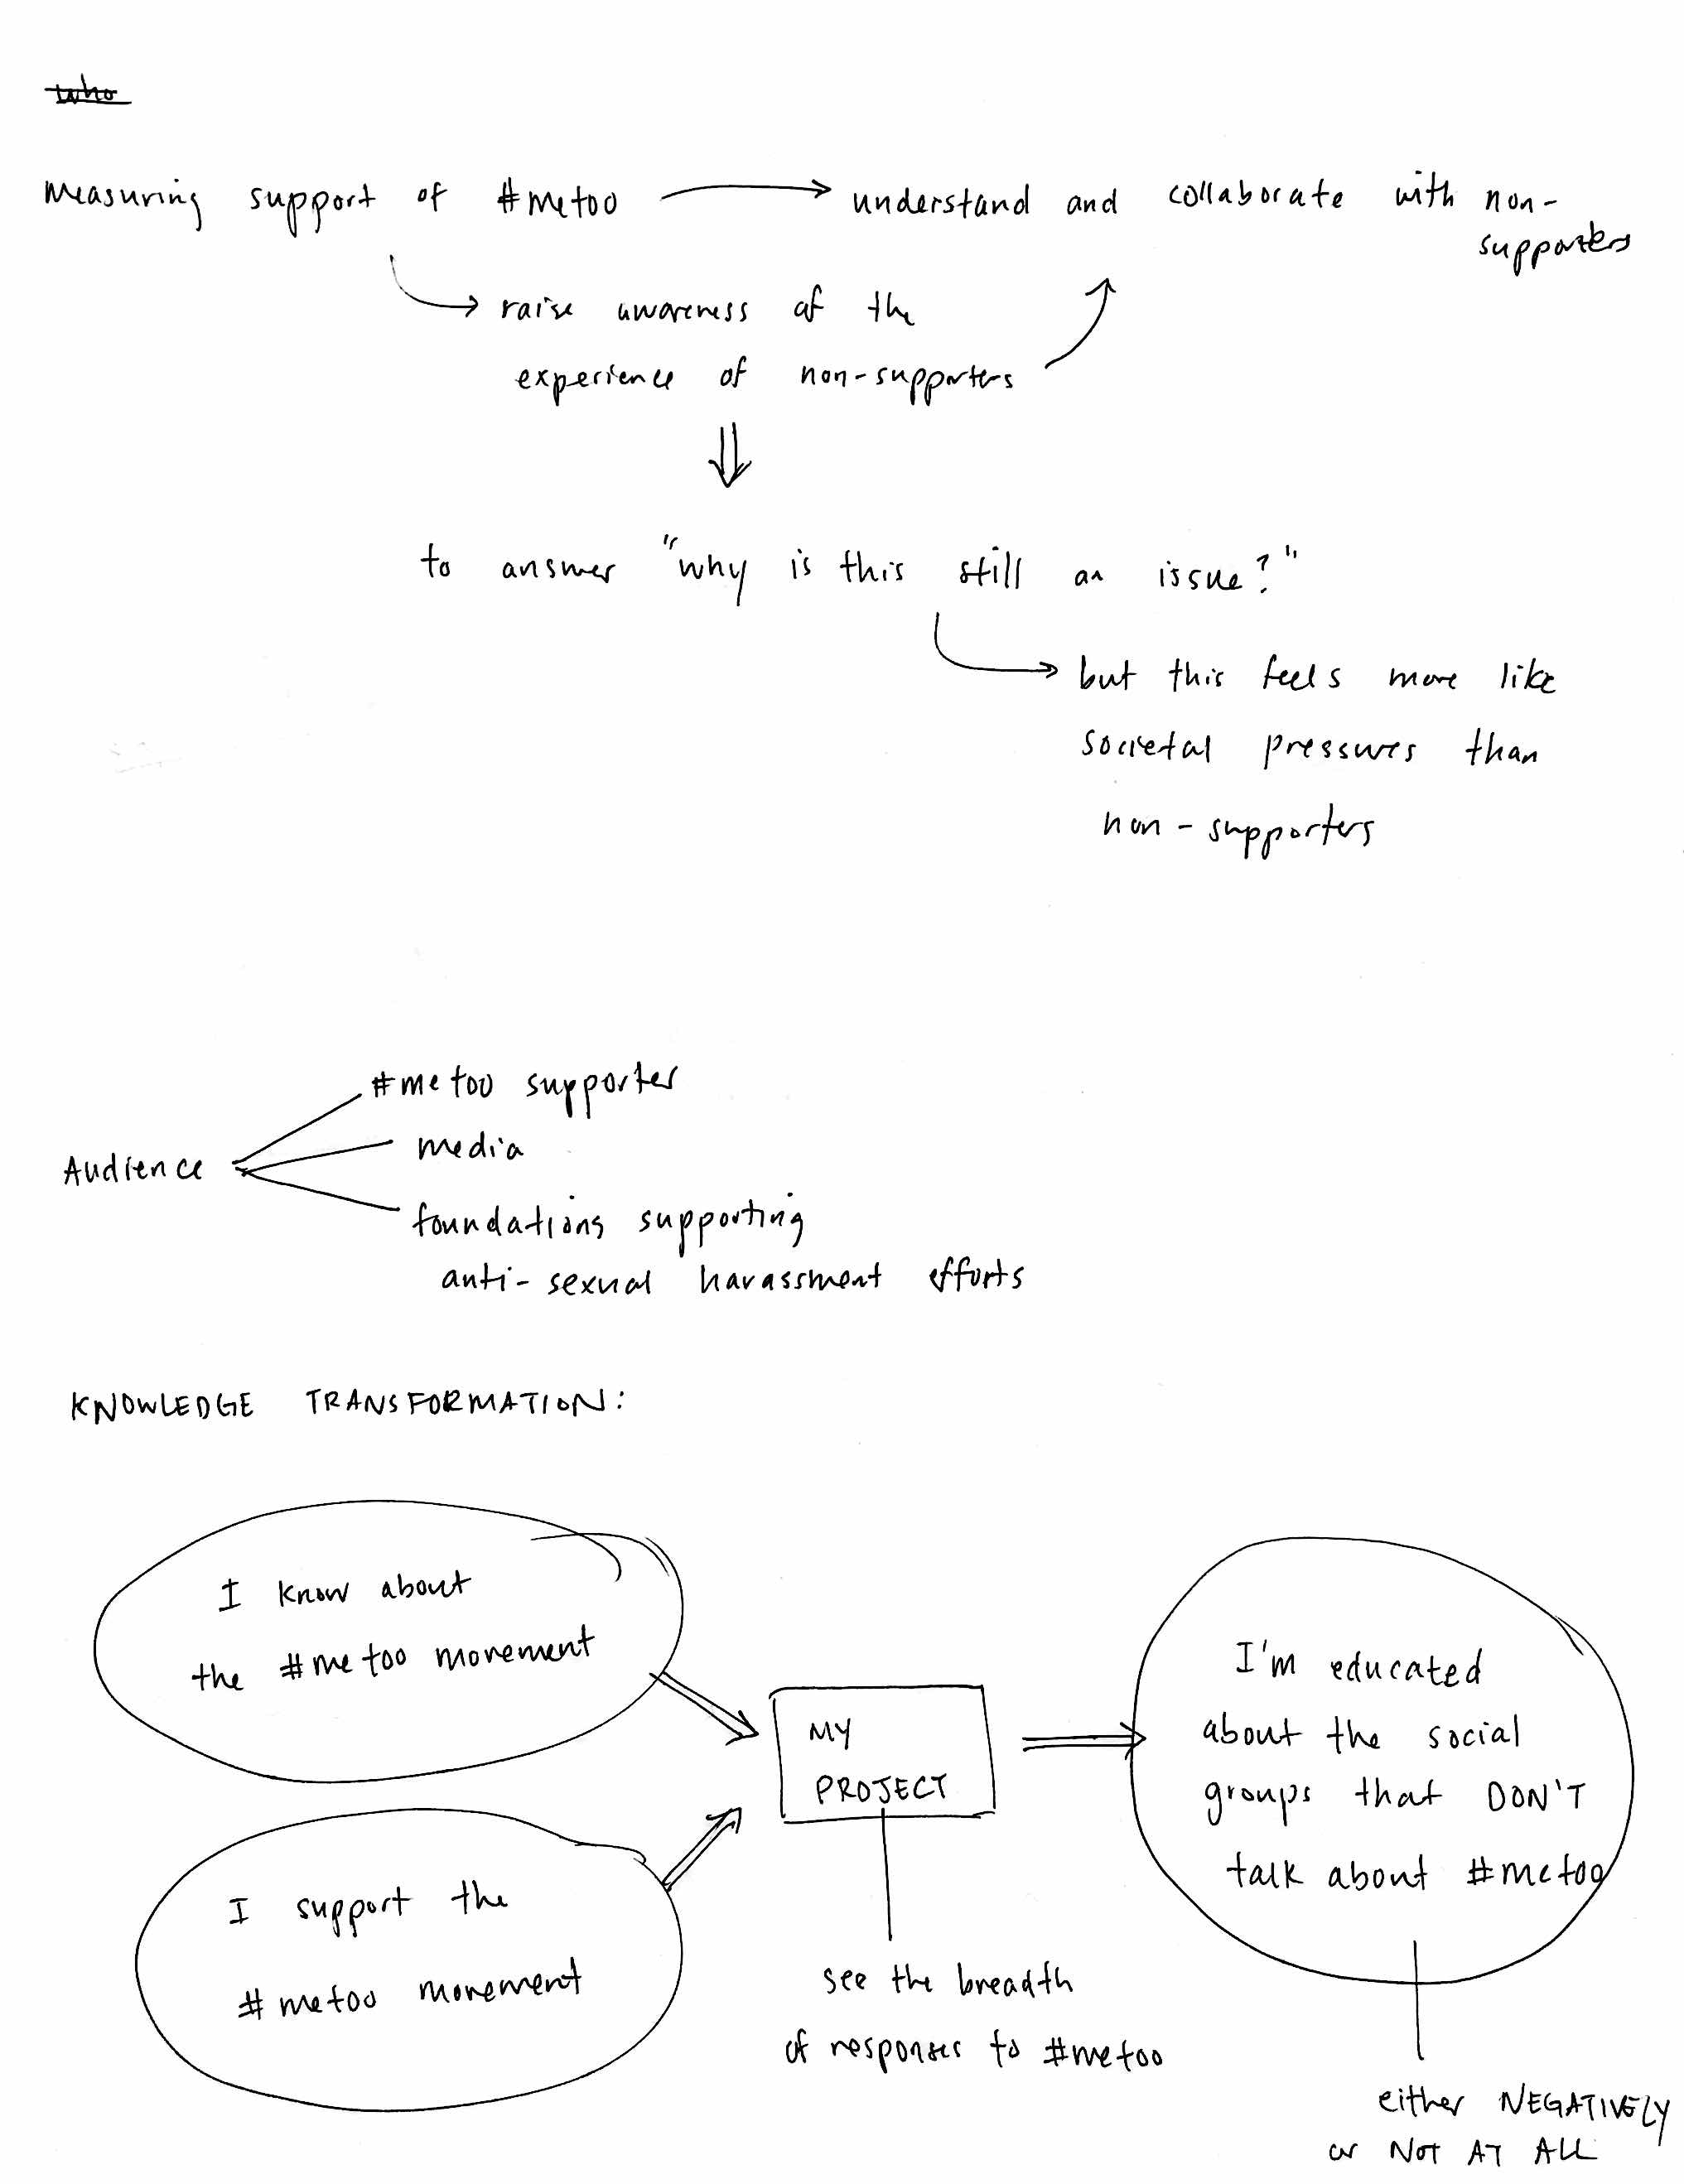 who
measuring support of #metoo → understand and collaborate with non-
supporters
raise awareness of the
experience of non-supporters
to answer "why is this still an issue?"
but this feels more like
societal pressures than
non-supporters
#metoo supporter
media
Audience
foundations supporting
anti-sexual harassment efforts
KNOWLEDGE TRANSFORMATION:
I know about
the #metoo movement
I support the
#metoo movement
MY
PROJECT
see the breadth
of responses to #metoo
I'm educated
about the social
groups that DON'T
talk about #metoo
either NEGATIVELY
or NOT AT ALL